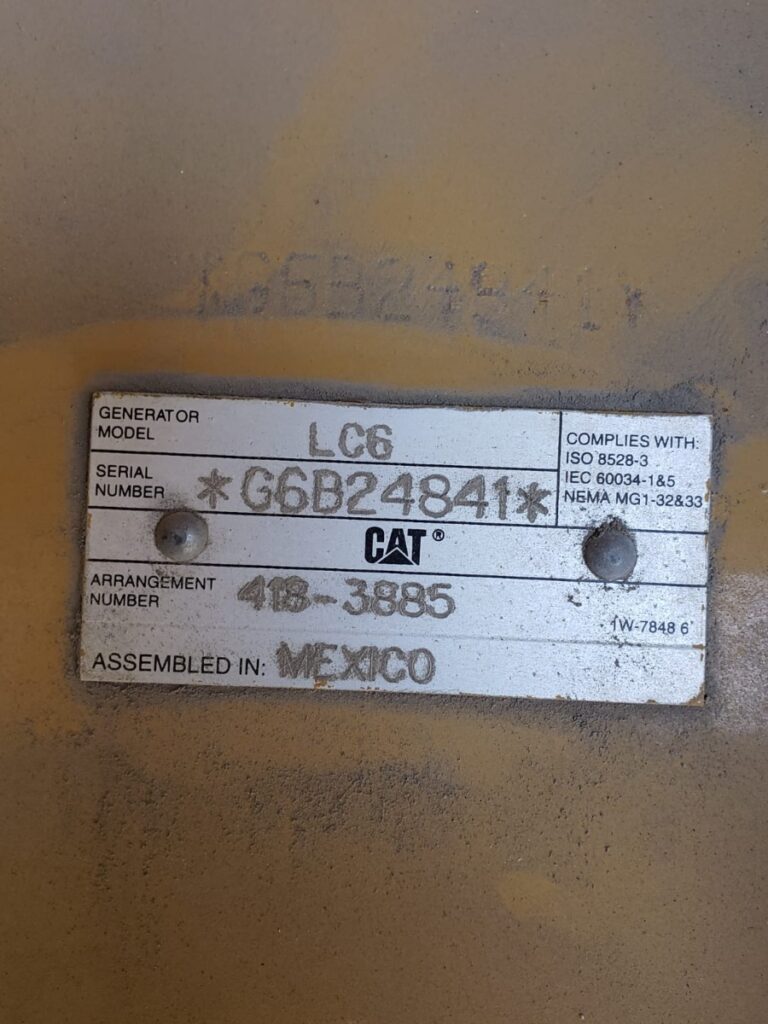 *G6B24841*
GENERATOR
MODEL
LC6
SERIAL
NUMBER
*G6B24841*
COMPLIES WITH:
ISO 8528-3
IEC 60034-1&5
NEMA MG1-32&33
CAT®
ARRANGEMENT
NUMBER
418-3885
1W-7848 6
ASSEMBLED IN: MEXICO